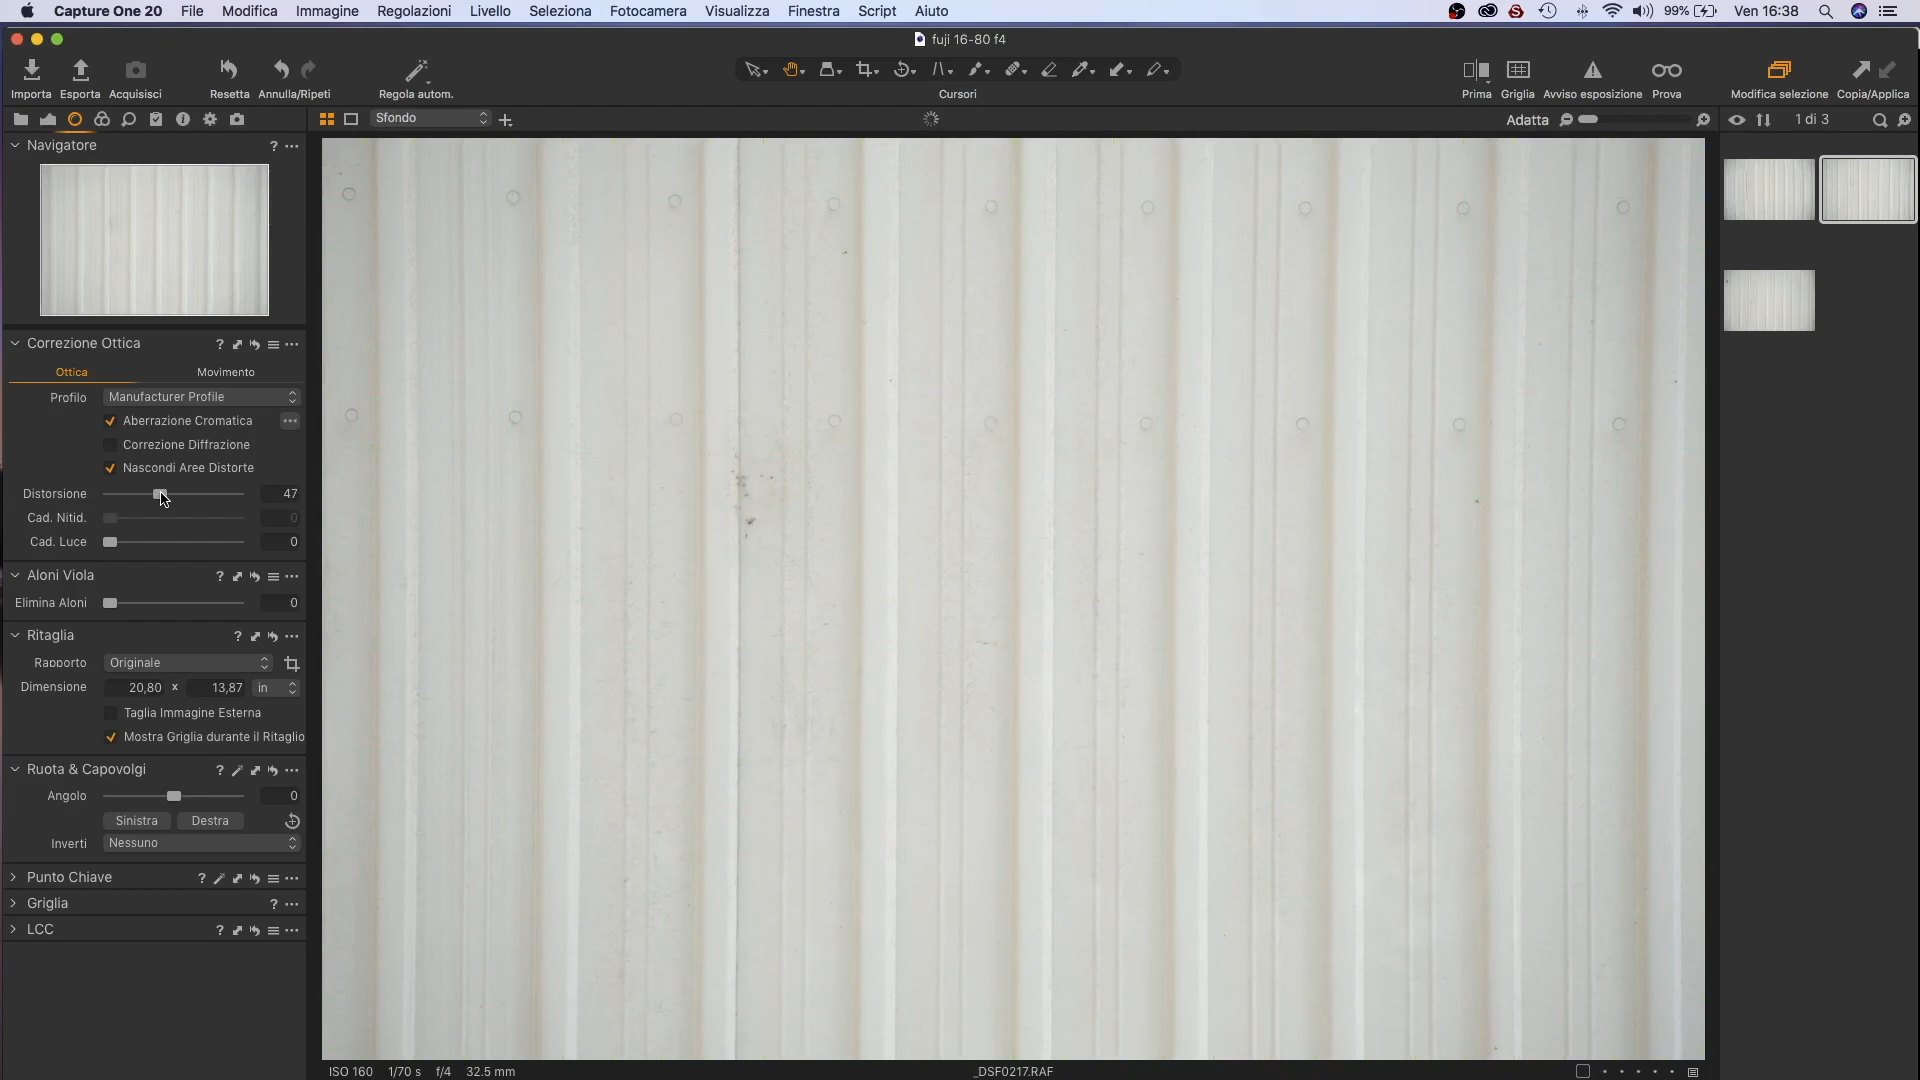 Capture One 20 File Modifica Immagine Regolazioni Livello Seleziona Fotocamera Visualizza Finestra Script Aiuto 99% Ven 16:38
fuji 16-80 f4
Importa Esporta Acquisisci Resetta Annulla/Ripeti Regola autom. Cursori Prima Griglia Avviso esposizione Prova Modifica selezione Copia/Applica
Sfondo Adatta 1 di 3
Navigatore ?
Correzione Ottica ?
Ottica Movimento
Profilo Manufacturer Profile
Aberrazione Cromatica
Correzione Diffrazione
Nascondi Aree Distorte
Distorsione 47
Cad. Nitid. 0
Cad. Luce 0
Aloni Viola ?
Elimina Aloni 0
Ritaglia ?
Rapporto Originale
Dimensione 20,80 x 13,87 in
Taglia Immagine Esterna
Mostra Griglia durante il Ritaglio
Ruota & Capovolgi ?
Angolo 0
Sinistra Destra
Inverti Nessuno
Punto Chiave ?
Griglia ?
LCC ?
ISO 160 1/70 s f/4 32.5 mm _DSF0217.RAF